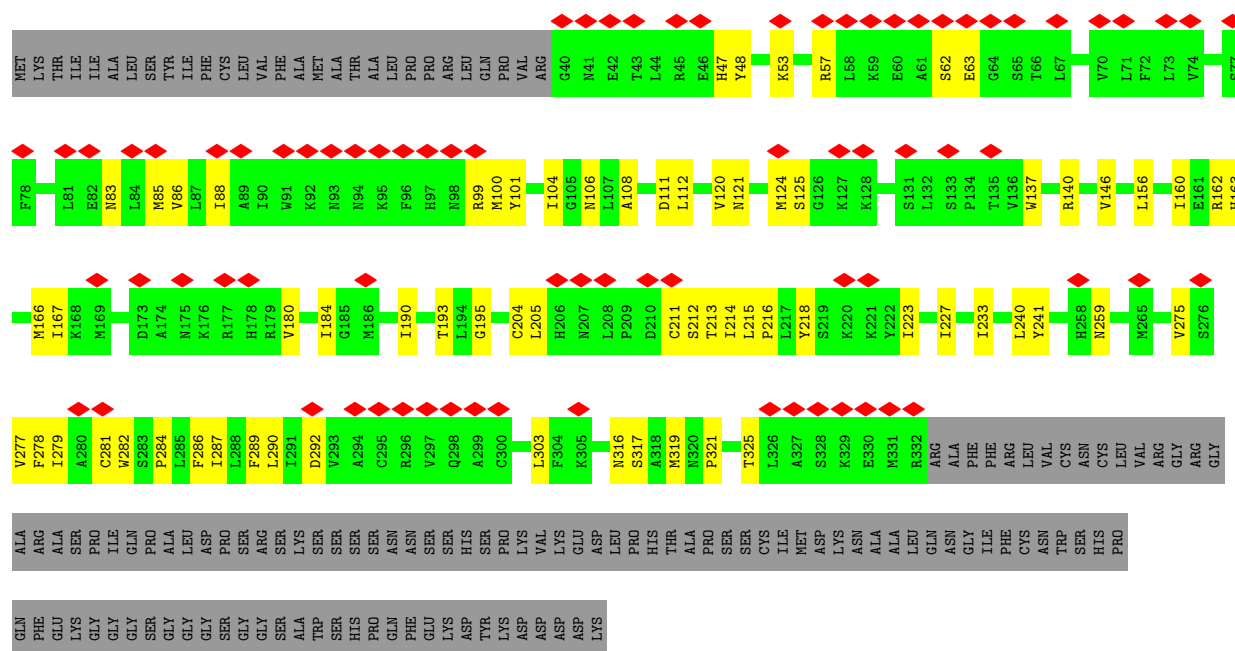 MET LYS THR ILE ILE ALA LEU SER TYR ILE PHE CYS LEU VAL PHE ALA MET ALA THR ALA LEU PRO PRO ARG LEU GLN PRO VAL ARG G40 N41 E42 T43 L44 R45 E46 H47 Y48 K53 R57 L58 K59 E60 A61 S62 E63 G64 S65 T66 L67 V70 L71 F72 L73 V74 S77
F78 L81 E82 N83 L84 M85 V86 L87 I88 A89 I90 W91 K92 N93 N94 K95 F96 H97 N98 R99 M100 Y101 I104 G105 N106 L107 A108 D111 L112 V120 N121 M124 S125 G126 K127 K128 S131 L132 S133 P134 T135 V136 W137 R140 V146 L156 I160 E161 R162 H163
M166 I167 K168 M169 D173 A174 N175 K176 R177 H178 R179 V180 I184 G185 M186 I190 T193 L194 G195 C204 L205 H206 N207 L208 P209 D210 C211 S212 T213 I214 L215 P216 L217 Y218 S219 K220 K221 Y222 I223 I227 I233 L240 Y241 H258 N259 M265 V275 S276
V277 F278 I279 A280 C281 W282 S283 P284 L285 F286 I287 L288 F289 L290 I291 D292 V293 A294 C295 R296 V297 Q298 A299 C300 L303 F304 K305 N316 S317 A318 M319 N320 P321 T325 L326 A327 S328 K329 E330 M331 R332 ARG ALA PHE PHE ARG LEU VAL CYS ASN CYS LEU VAL ARG GLY ARG GLY
ALA ARG ALA SER PRO ILE GLN PRO ALA LEU ASP PRO SER ARG SER LYS SER SER SER SER ASN ASN SER SER HIS SER PRO LYS VAL LYS GLU ASP LEU PRO HIS THR ALA PRO SER SER CYS ILE MET ASP LYS ASN ALA ALA LEU GLN ASN GLY ILE PHE CYS ASN TRP SER HIS PRO
GLN PHE GLU LYS GLY GLY GLY SER GLY GLY GLY SER GLY GLY SER ALA TRP SER HIS PRO GLN PHE GLU LYS ASP TYR LYS ASP ASP ASP ASP LYS